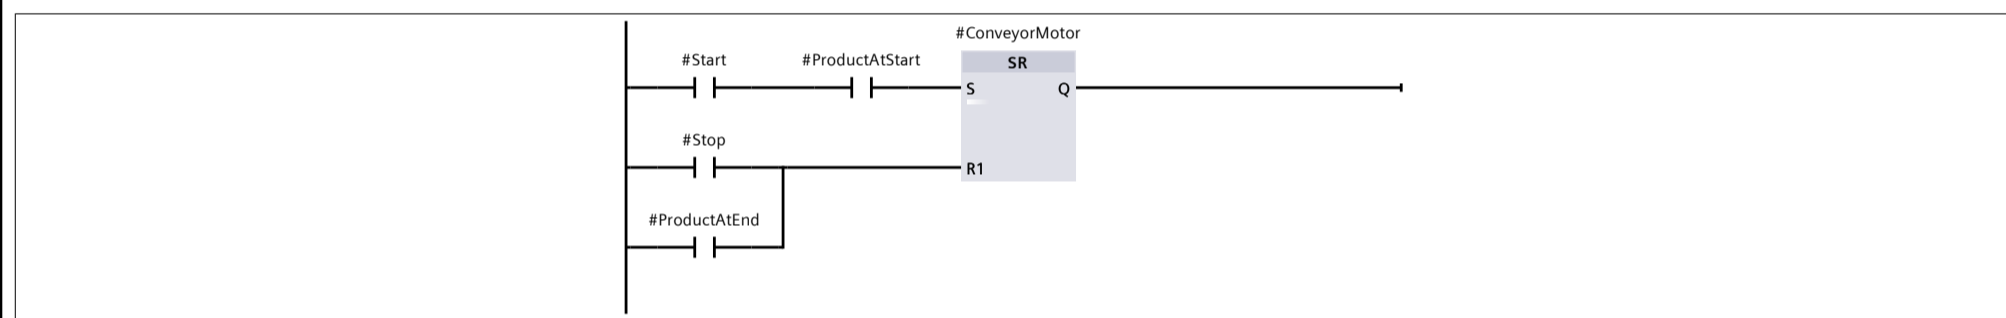 #ConveyorMotor
#Start #ProductAtStart SR
S Q
#Stop
R1
#ProductAtEnd